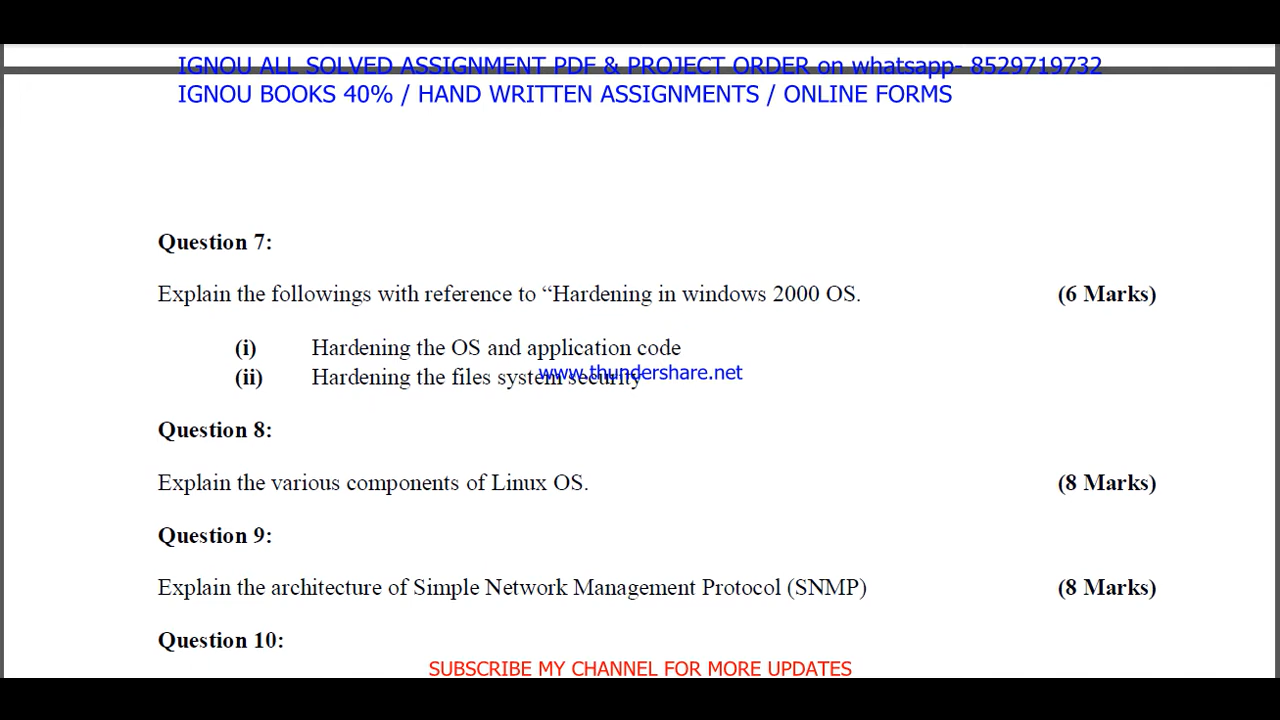 IGNOU ALL SOLVED ASSIGNMENT PDF & PROJECT ORDER on whatsapp- 8529719732
IGNOU BOOKS 40% / HAND WRITTEN ASSIGNMENTS / ONLINE FORMS
Question 7:
Explain the followings with reference to “Hardening in windows 2000 OS. (6 Marks)
(i) Hardening the OS and application code
(ii) Hardening the files system security
www.thundershare.net
Question 8:
Explain the various components of Linux OS. (8 Marks)
Question 9:
Explain the architecture of Simple Network Management Protocol (SNMP) (8 Marks)
Question 10:
SUBSCRIBE MY CHANNEL FOR MORE UPDATES